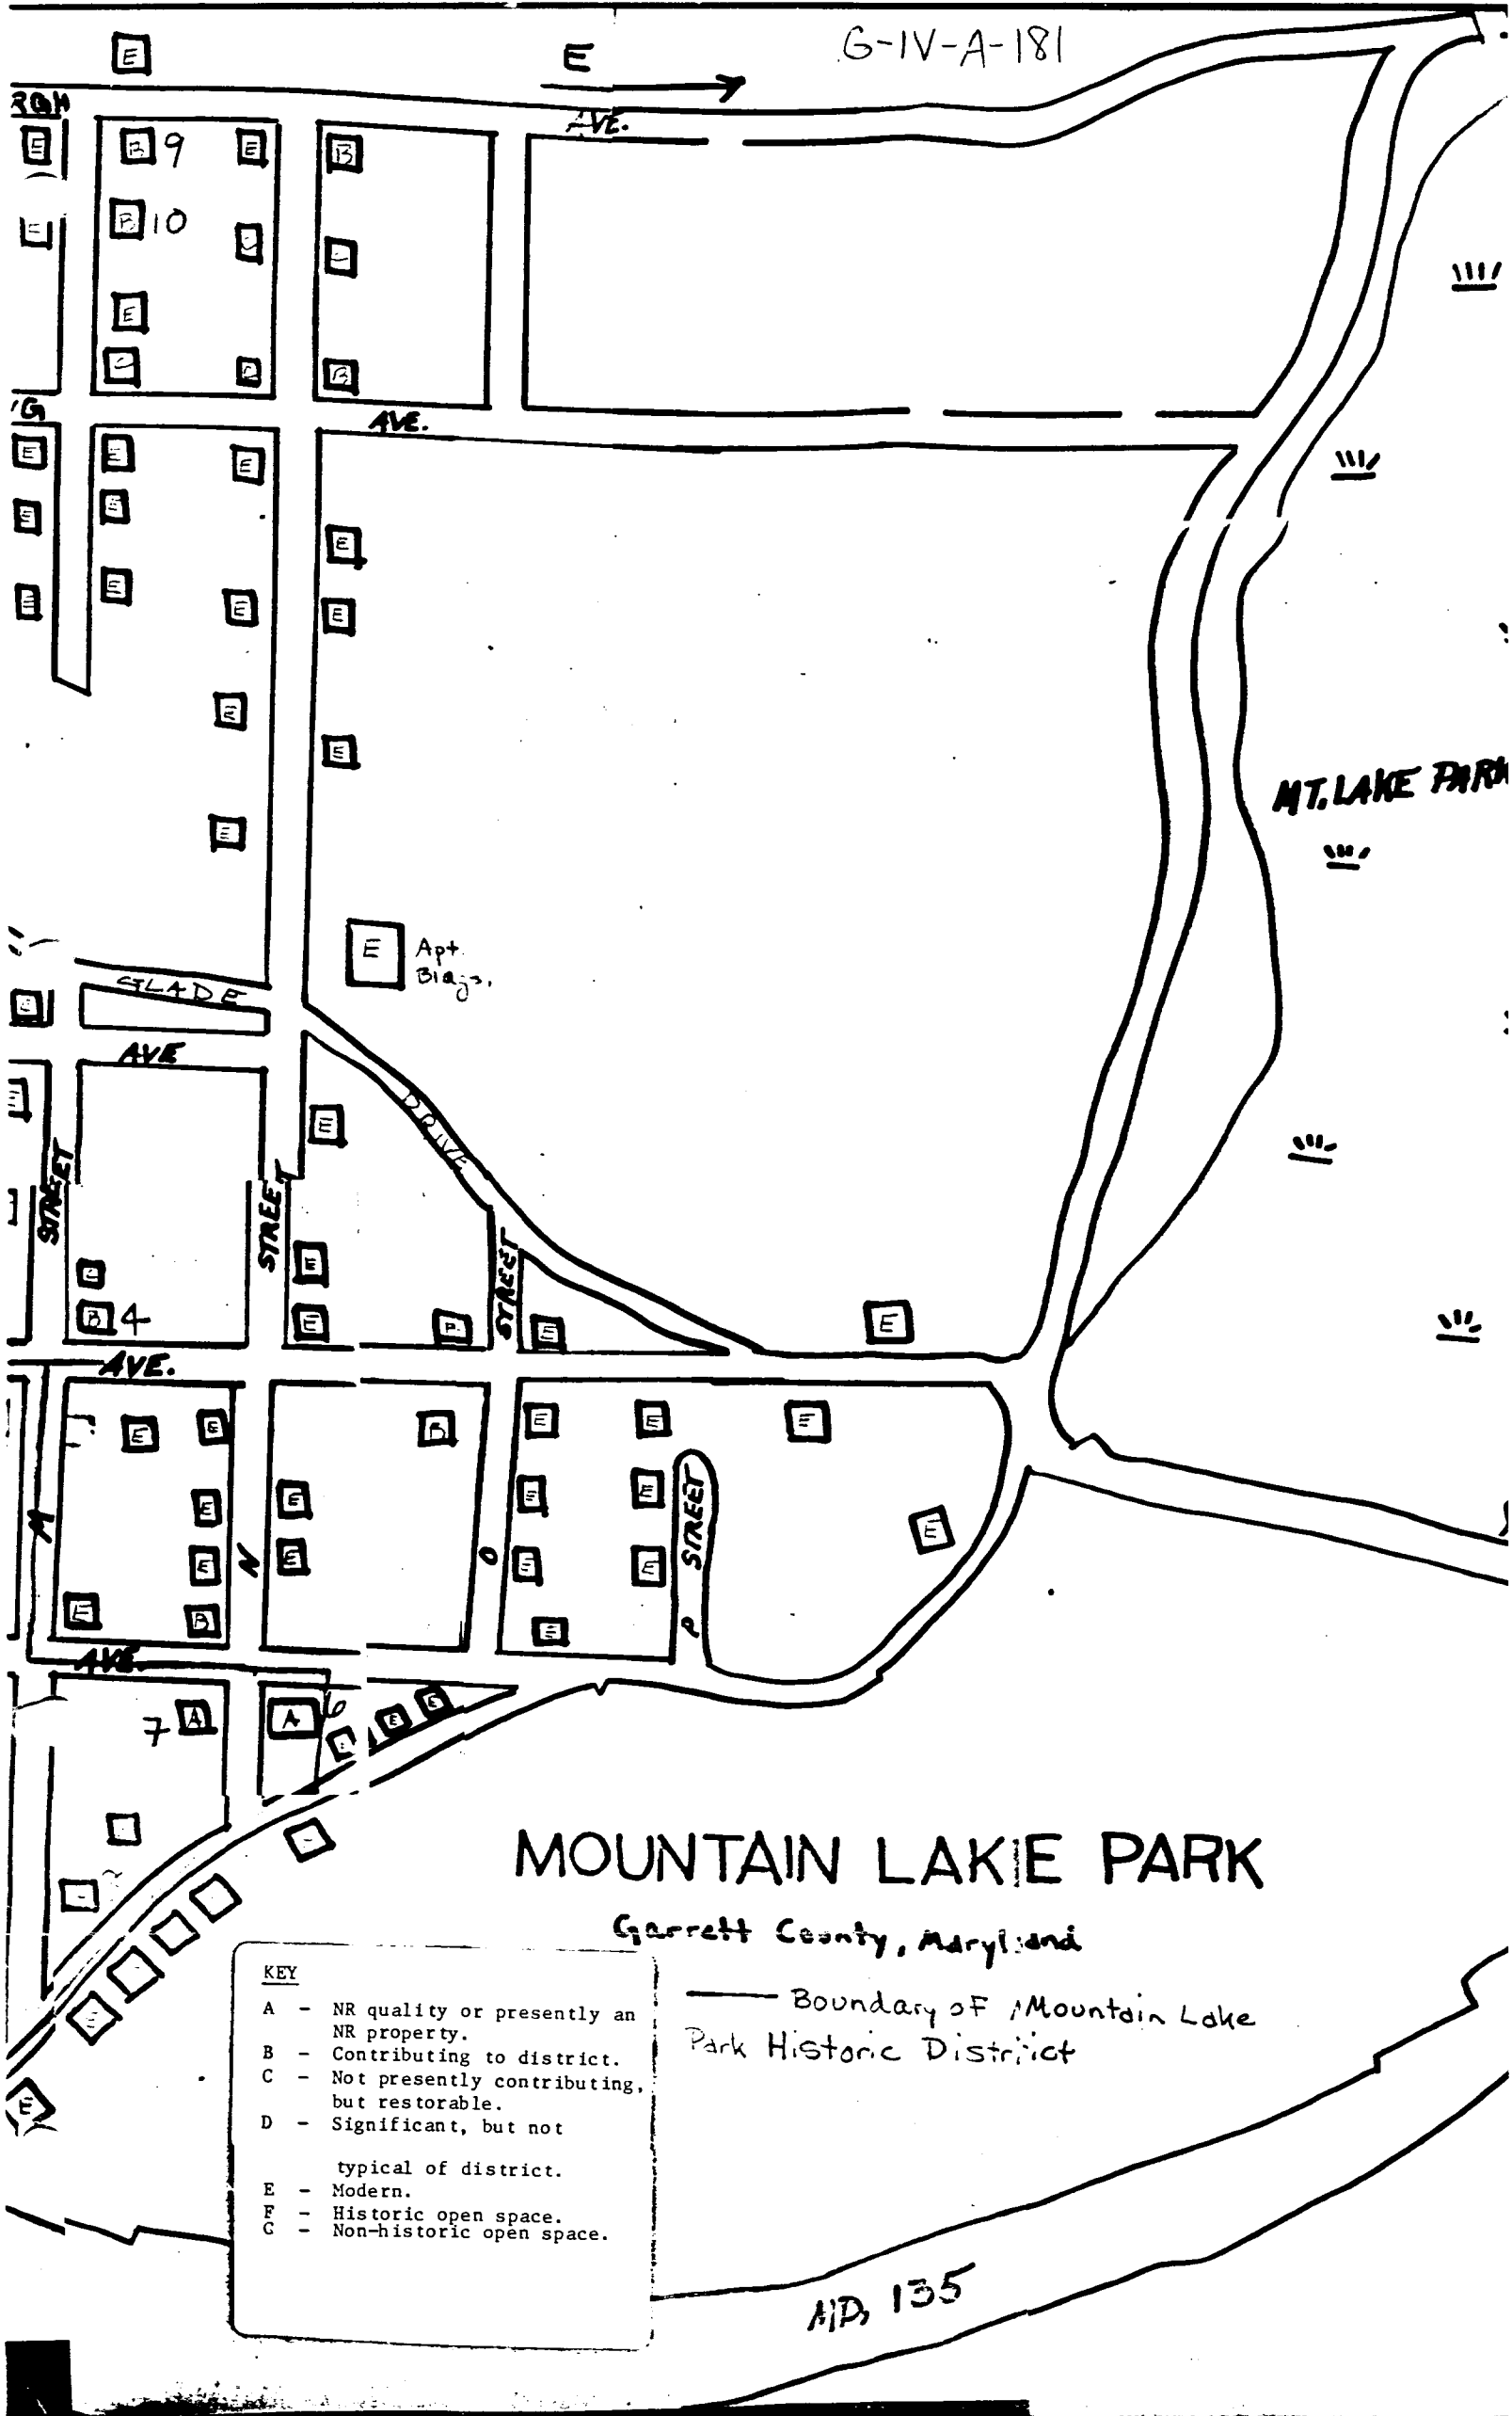 G-IV-A-181
E
E
AVE.
E
B 9
E
B
B 10
E
B
'G
AVE.
E
E
E
E
E
E
E
E
E
E
E
E
MT. LAKE PARK
E Apt.
Bldgs.
GLADE
AVE
E
DRIVE
STREET
STREET
STREET
E
E
B 4
E
E
AVE.
E
E
B
E
E
E
E
E
E
E
STREET
M
E
N
E
O
E
E
E
E
B
E
P
AVE.
7 A
A 6
E
E
MOUNTAIN LAKE PARK
Garrett County, Maryland
Boundary of Mountain Lake
Park Historic District
KEY
A - NR quality or presently an
NR property.
B - Contributing to district.
C - Not presently contributing,
but restorable.
D - Significant, but not
typical of district.
E - Modern.
F - Historic open space.
G - Non-historic open space.
E
MD, 135